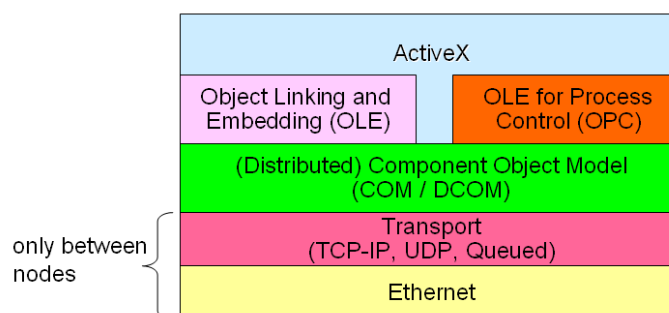 ActiveX
Object Linking and
Embedding (OLE)
OLE for Process
Control (OPC)
(Distributed) Component Object Model
(COM / DCOM)
only between
nodes
Transport
(TCP-IP, UDP, Queued)
Ethernet